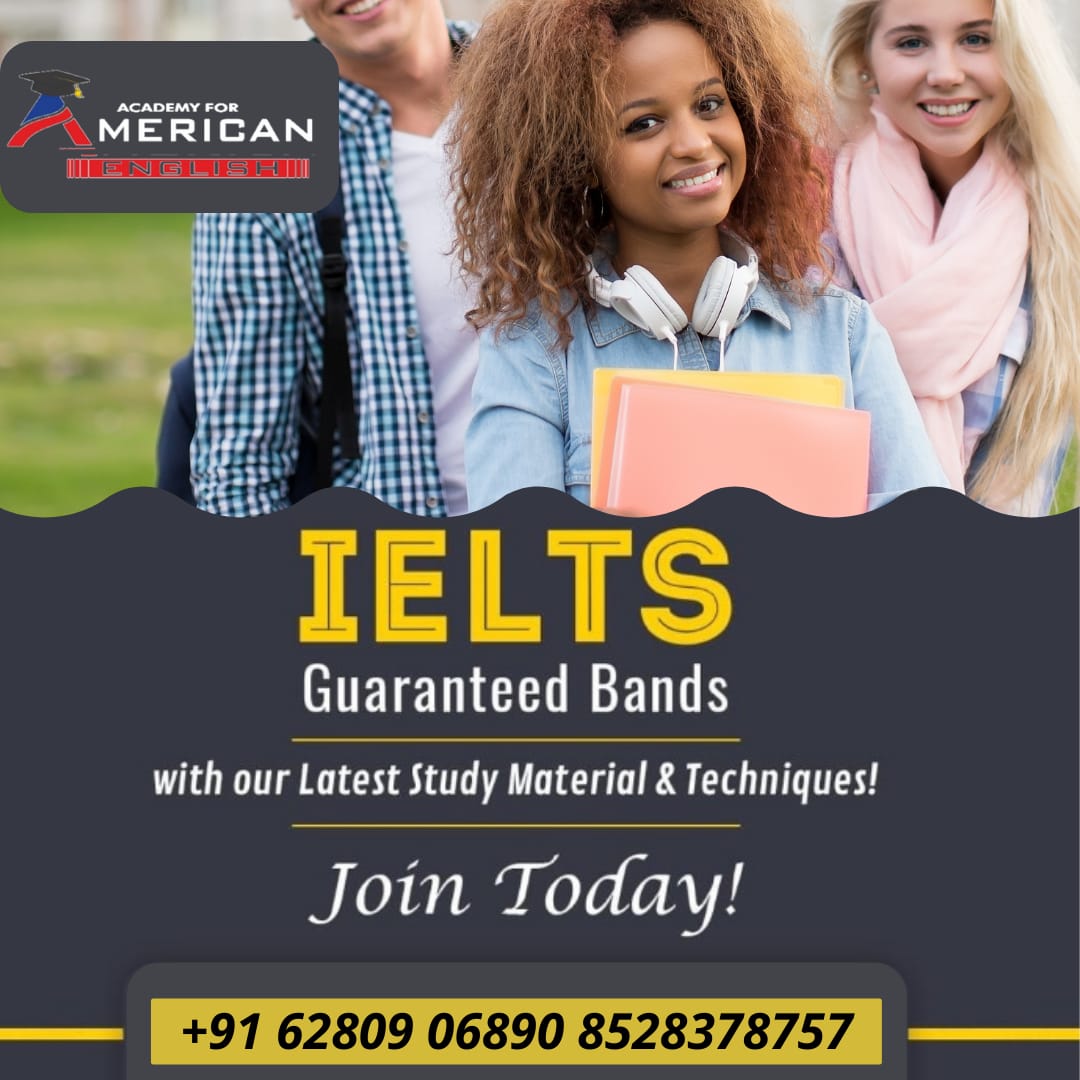 ACADEMY FOR
AMERICAN
ENGLISH
IELTS
Guaranteed Bands
with our Latest Study Material & Techniques!
Join Today!
+91 62809 06890 8528378757